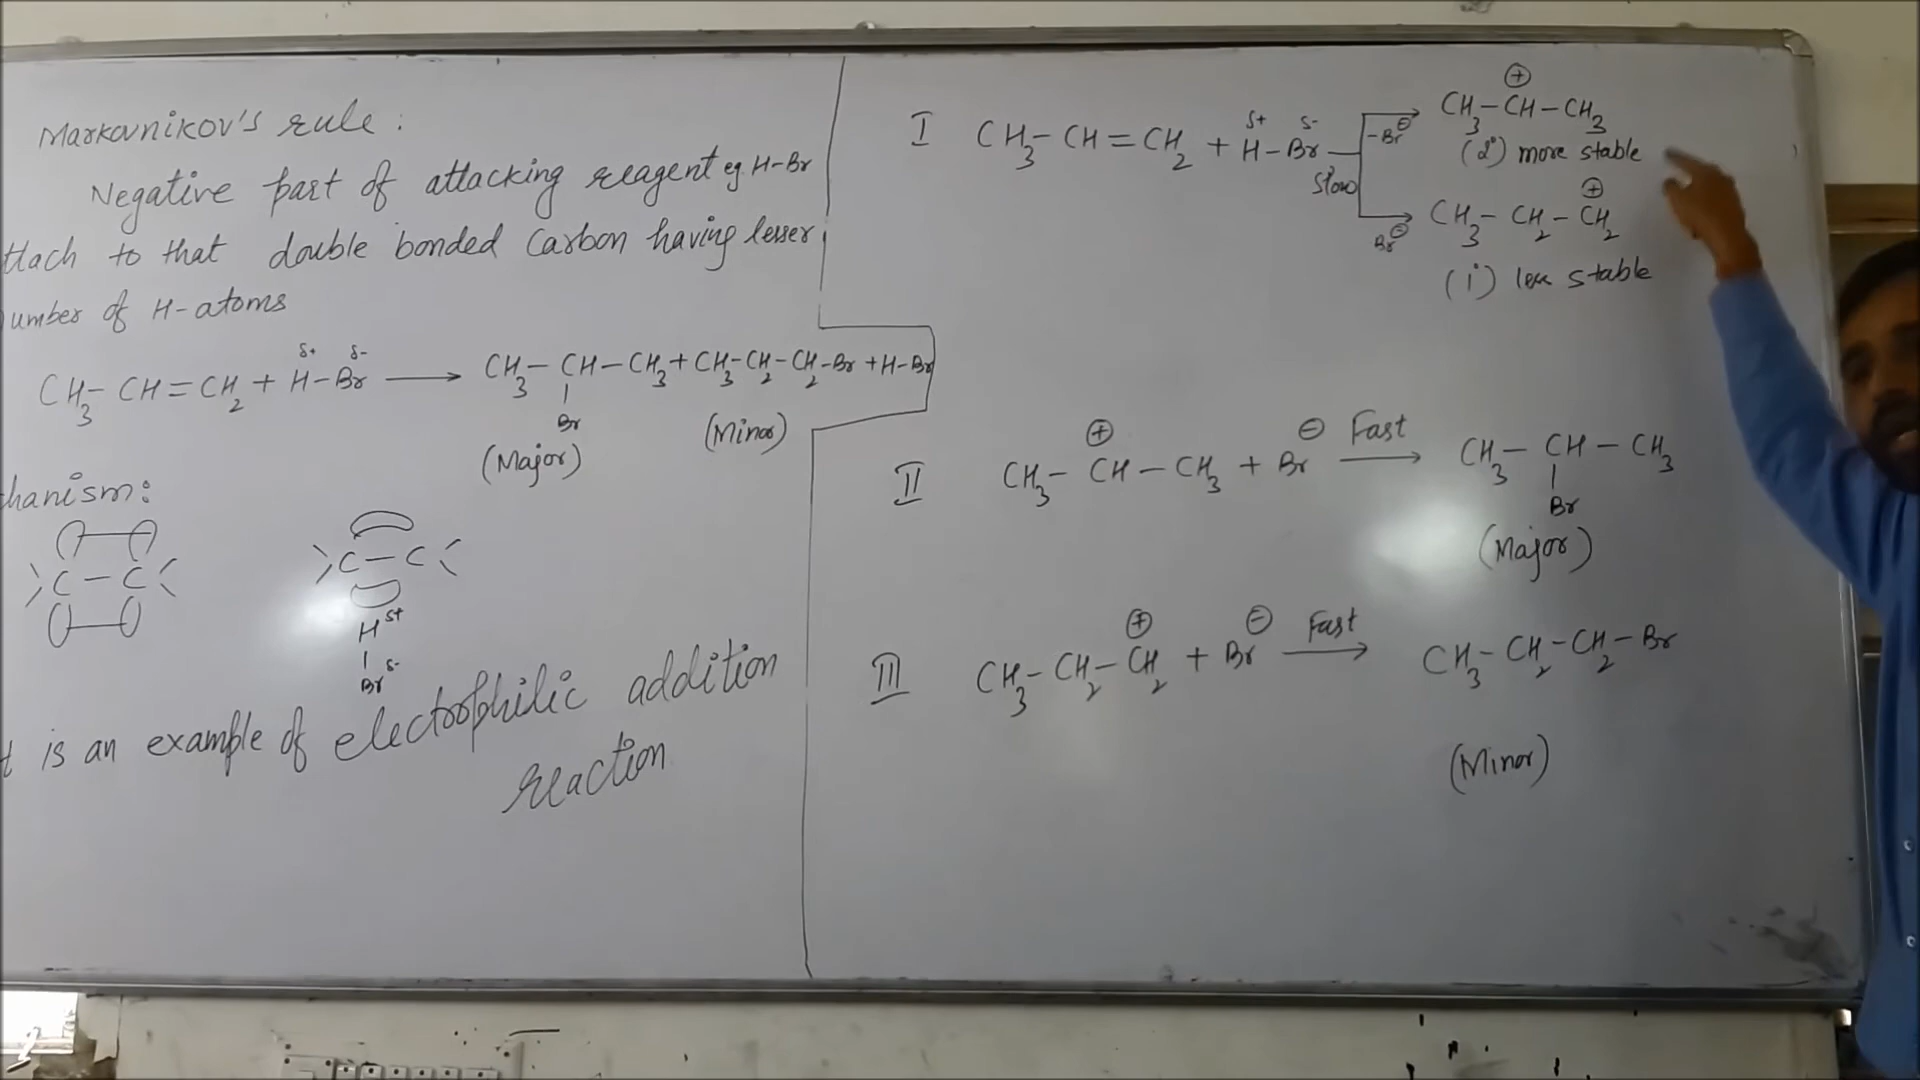 Markovnikov's rule :
Negative part of attacking reagent eg H-Br
ttach to that double bonded Carbon having lesser
umber of H-atoms
CH₃ - CH = CH₂ + H^δ+ - Br^δ- ⟶ CH₃ - CH - CH₃ + CH₃-CH₂-CH₂-Br + H-Br
Br
(Major) (Minor)
chanism :
C - C C - C
H^δ+
Br^δ-
t is an example of electrophilic addition
reaction
I CH₃ - CH = CH₂ + H^δ+ - Br^δ- Slow
-Br⊖ CH₃ - CH⊕ - CH₃
(2°) more stable
Br⊖ CH₃ - CH₂ - CH₂⊕
(1°) less stable
II CH₃ - CH⊕ - CH₃ + Br⊖ Fast ⟶ CH₃ - CH - CH₃
Br
(Major)
III CH₃ - CH₂ - CH₂⊕ + Br⊖ Fast ⟶ CH₃ - CH₂ - CH₂ - Br
(Minor)